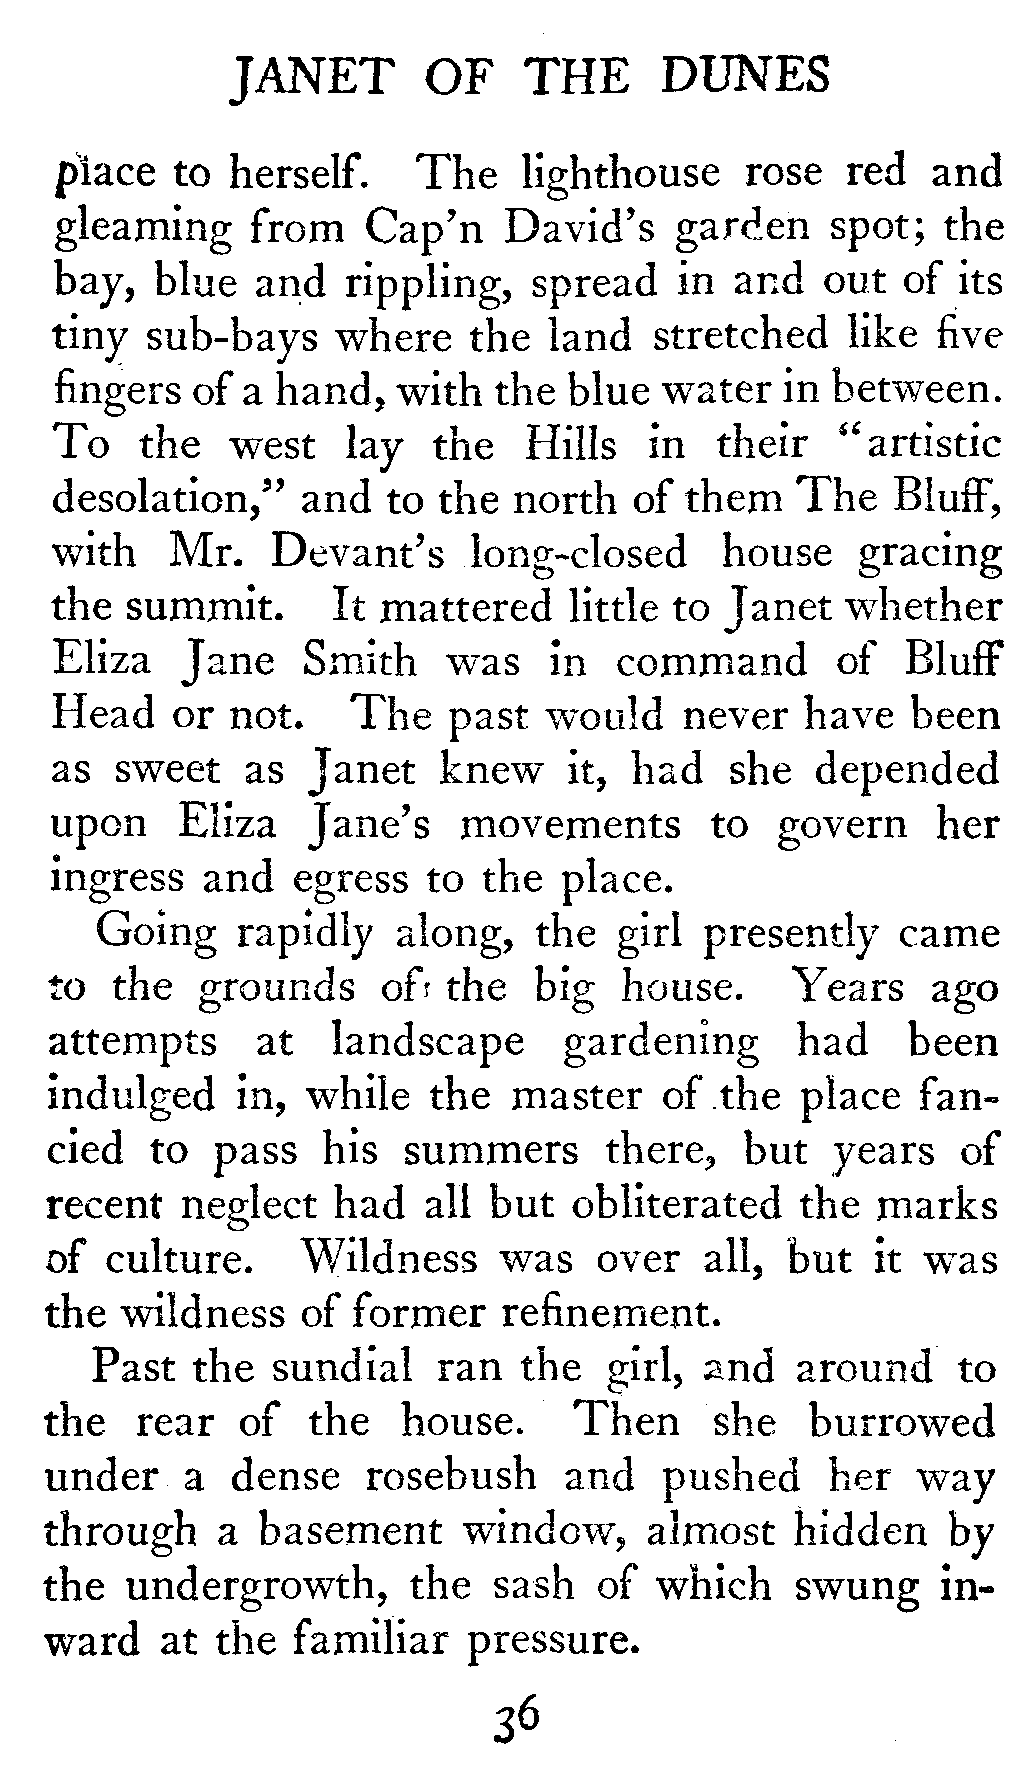 JANET OF THE DUNES
place to herself. The lighthouse rose red and
gleaming from Cap'n David's garden spot; the
bay, blue and rippling, spread in and out of its
tiny sub-bays where the land stretched like five
fingers of a hand, with the blue water in between.
To the west lay the Hills in their "artistic
desolation," and to the north of them The Bluff,
with Mr. Devant's long-closed house gracing
the summit. It mattered little to Janet whether
Eliza Jane Smith was in command of Bluff
Head or not. The past would never have been
as sweet as Janet knew it, had she depended
upon Eliza Jane's movements to govern her
ingress and egress to the place.
Going rapidly along, the girl presently came
to the grounds of the big house. Years ago
attempts at landscape gardening had been
indulged in, while the master of the place fan-
cied to pass his summers there, but years of
recent neglect had all but obliterated the marks
of culture. Wildness was over all, but it was
the wildness of former refinement.
Past the sundial ran the girl, and around to
the rear of the house. Then she burrowed
under a dense rosebush and pushed her way
through a basement window, almost hidden by
the undergrowth, the sash of which swung in-
ward at the familiar pressure.
36